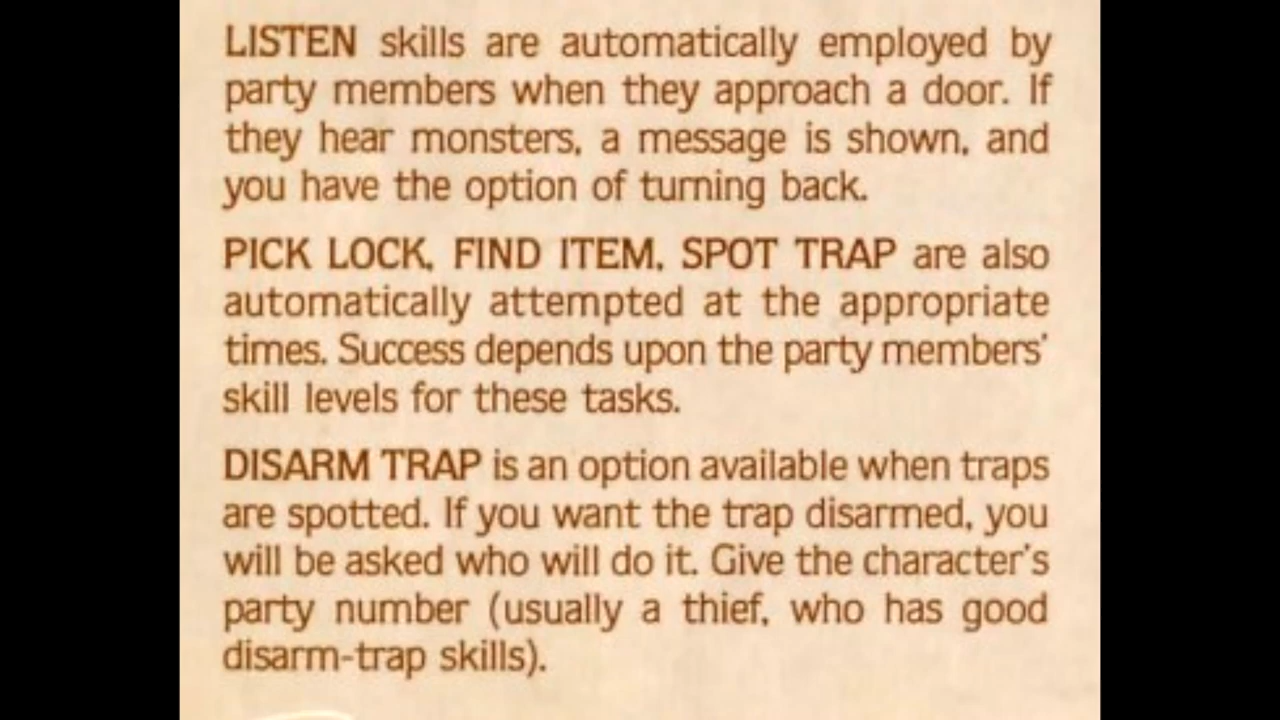 LISTEN skills are automatically employed by
party members when they approach a door. If
they hear monsters, a message is shown, and
you have the option of turning back.
PICK LOCK, FIND ITEM, SPOT TRAP are also
automatically attempted at the appropriate
times. Success depends upon the party members'
skill levels for these tasks.
DISARM TRAP is an option available when traps
are spotted. If you want the trap disarmed, you
will be asked who will do it. Give the character's
party number (usually a thief, who has good
disarm-trap skills).